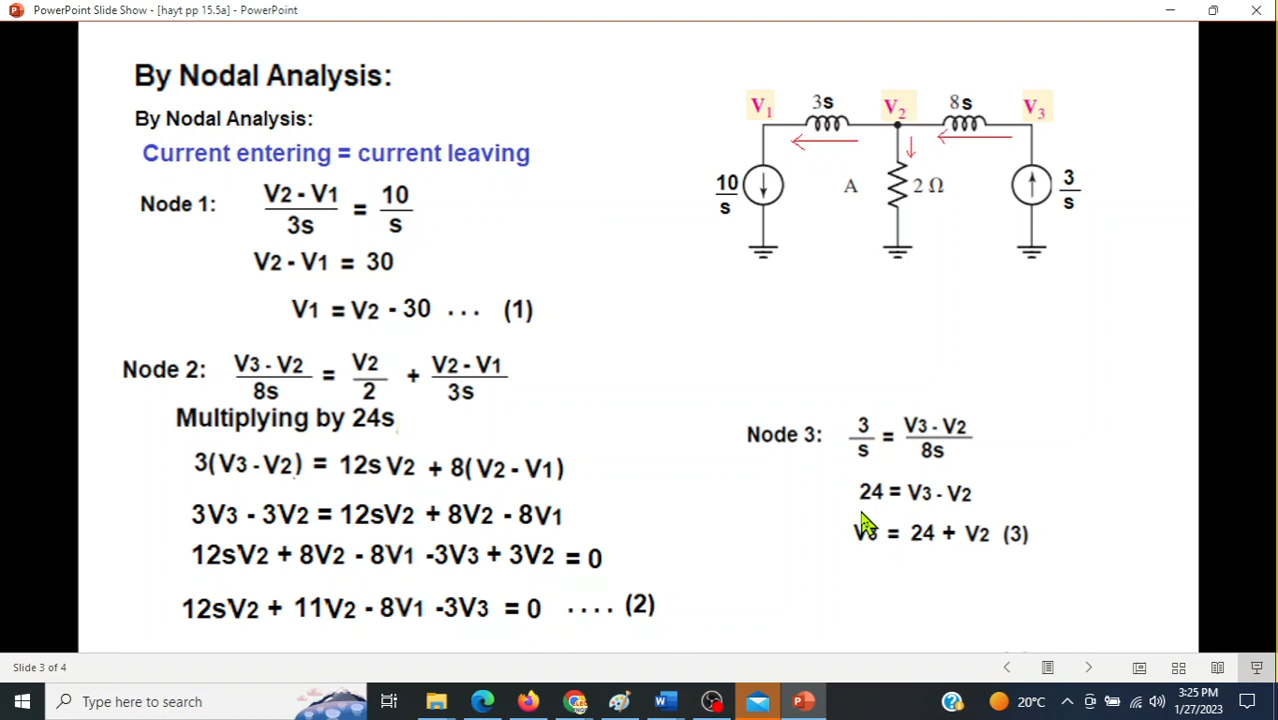 PowerPoint Slide Show - [hayt pp 15.5a] - PowerPoint
By Nodal Analysis:
By Nodal Analysis:
Current entering = current leaving
Node 1: V2 - V1 / 3s = 10 / s
V2 - V1 = 30
V1 = V2 - 30 ... (1)
Node 2: V3 - V2 / 8s = V2 / 2 + V2 - V1 / 3s
Multiplying by 24s
3(V3 - V2) = 12s V2 + 8(V2 - V1)
3V3 - 3V2 = 12sV2 + 8V2 - 8V1
12sV2 + 8V2 - 8V1 -3V3 + 3V2 = 0
12sV2 + 11V2 - 8V1 -3V3 = 0 .... (2)
V1 3s V2 8s V3
10 / s A 2 Ω 3 / s
Node 3: 3 / s = V3 - V2 / 8s
24 = V3 - V2
V3 = 24 + V2 (3)
Slide 3 of 4
Type here to search
20°C
3:25 PM
1/27/2023